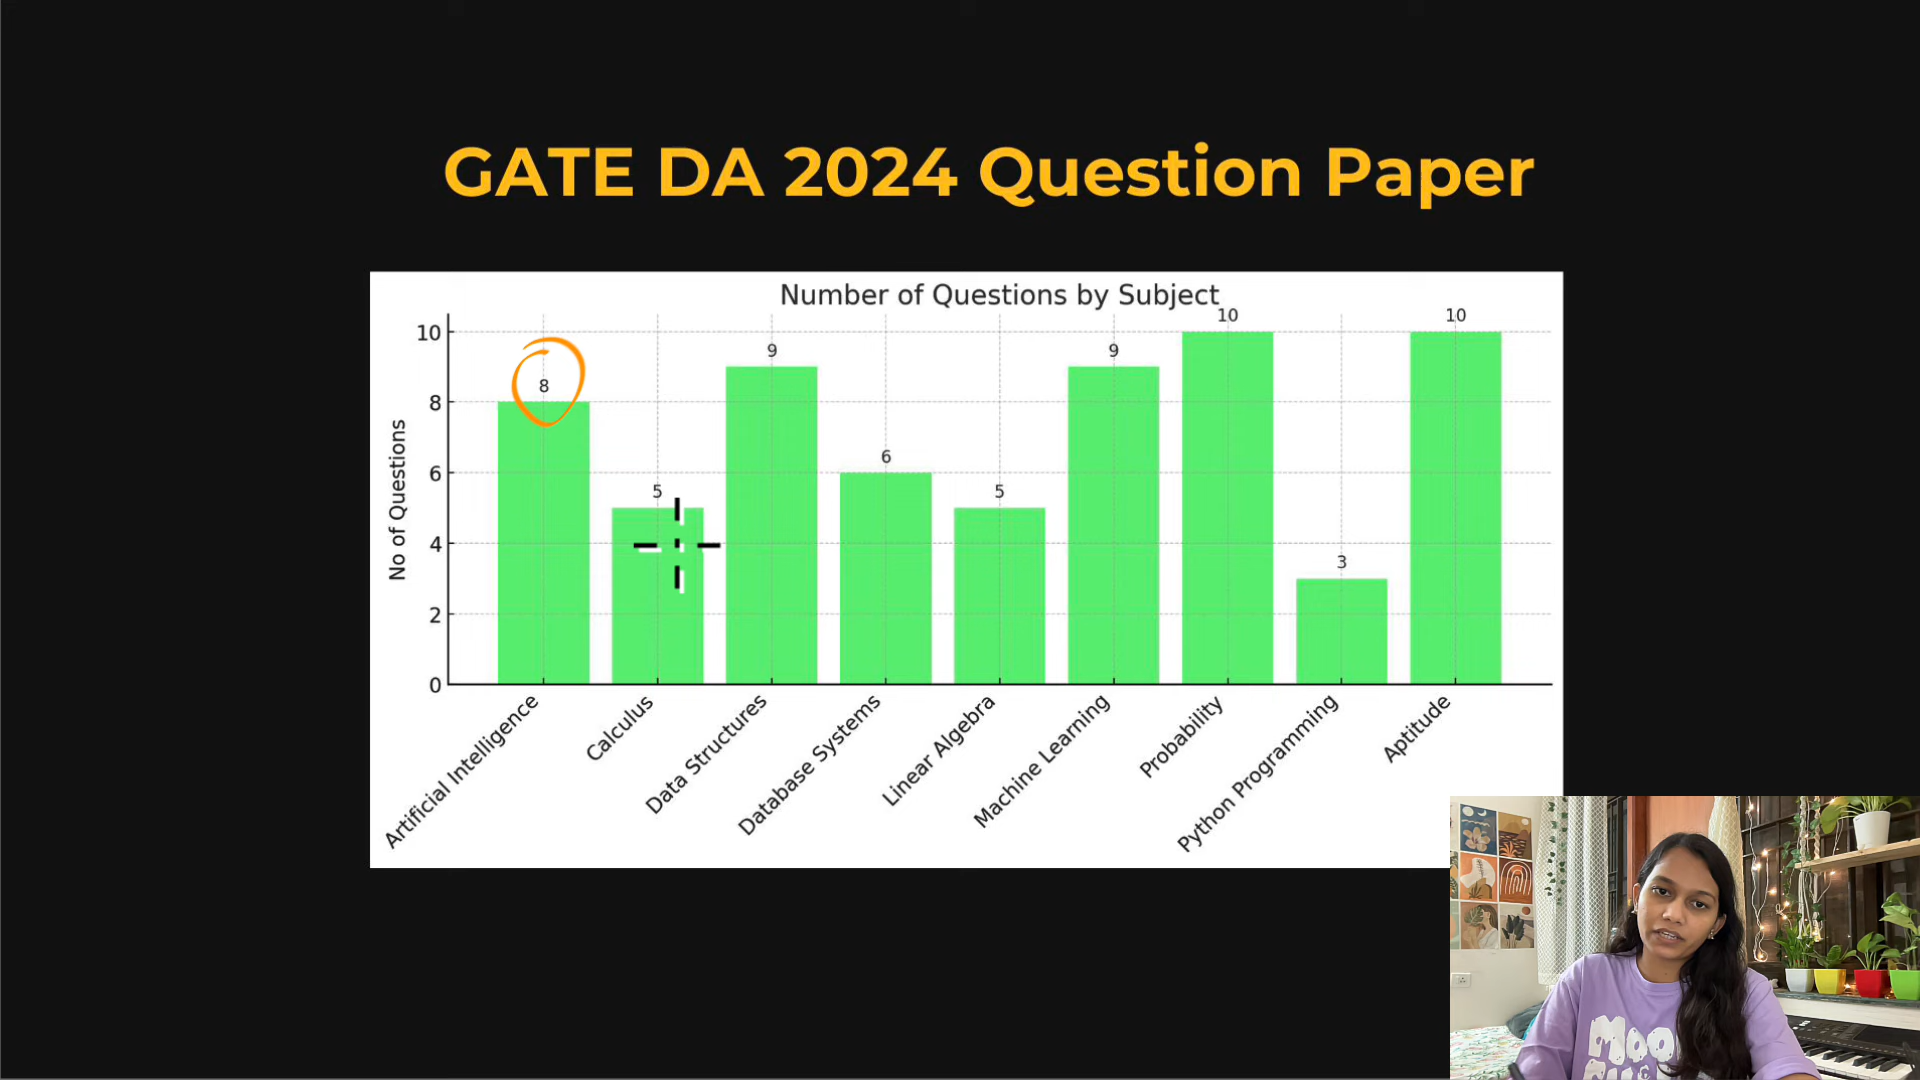 GATE DA 2024 Question Paper
Number of Questions by Subject
No of Questions
10
8
6
4
2
0
8
5
9
6
5
9
10
3
10
Artificial Intelligence
Calculus
Data Structures
Database Systems
Linear Algebra
Machine Learning
Probability
Python Programming
Aptitude